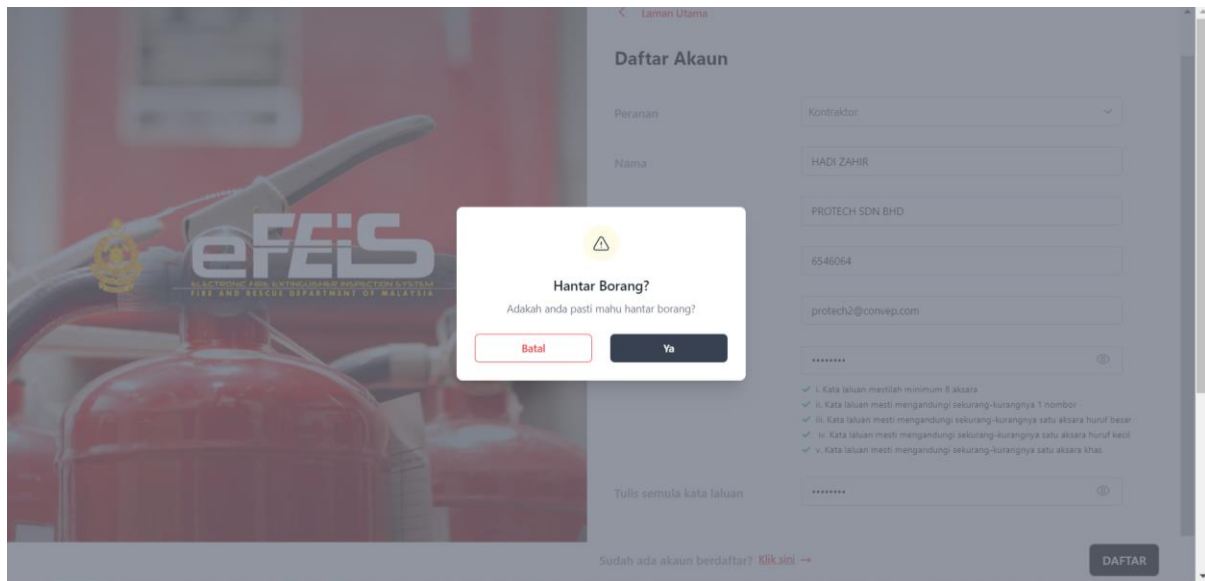 Laman Utama
Daftar Akaun
Peranan
Kontraktor
Nama
HADI ZAHIR
PROTECH SDN BHD
6546064
protech2@convep.com
i. Kata laluan mestilah minimum 8 aksara
ii. Kata laluan mesti mengandungi sekurang-kurangnya 1 nombor
iii. Kata laluan mesti mengandungi sekurang-kurangnya satu aksara huruf besar
iv. Kata laluan mesti mengandungi sekurang-kurangnya satu aksara huruf kecil
v. Kata laluan mesti mengandungi sekurang-kurangnya satu aksara khas
Tulis semula kata laluan
Sudah ada akaun berdaftar? Klik sini →
DAFTAR
eFEiS
ELECTRONIC FIRE EXTINGUISHER INSPECTION SYSTEM
FIRE AND RESCUE DEPARTMENT OF MALAYSIA
Hantar Borang?
Adakah anda pasti mahu hantar borang?
Batal
Ya